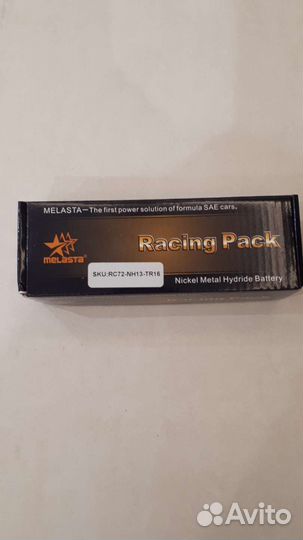 MELASTA—The first power solution of formula SAE cars.
Racing Pack
melasta®
SKU:RC72-NH13-TR16
Nickel Metal Hydride Battery
Avito